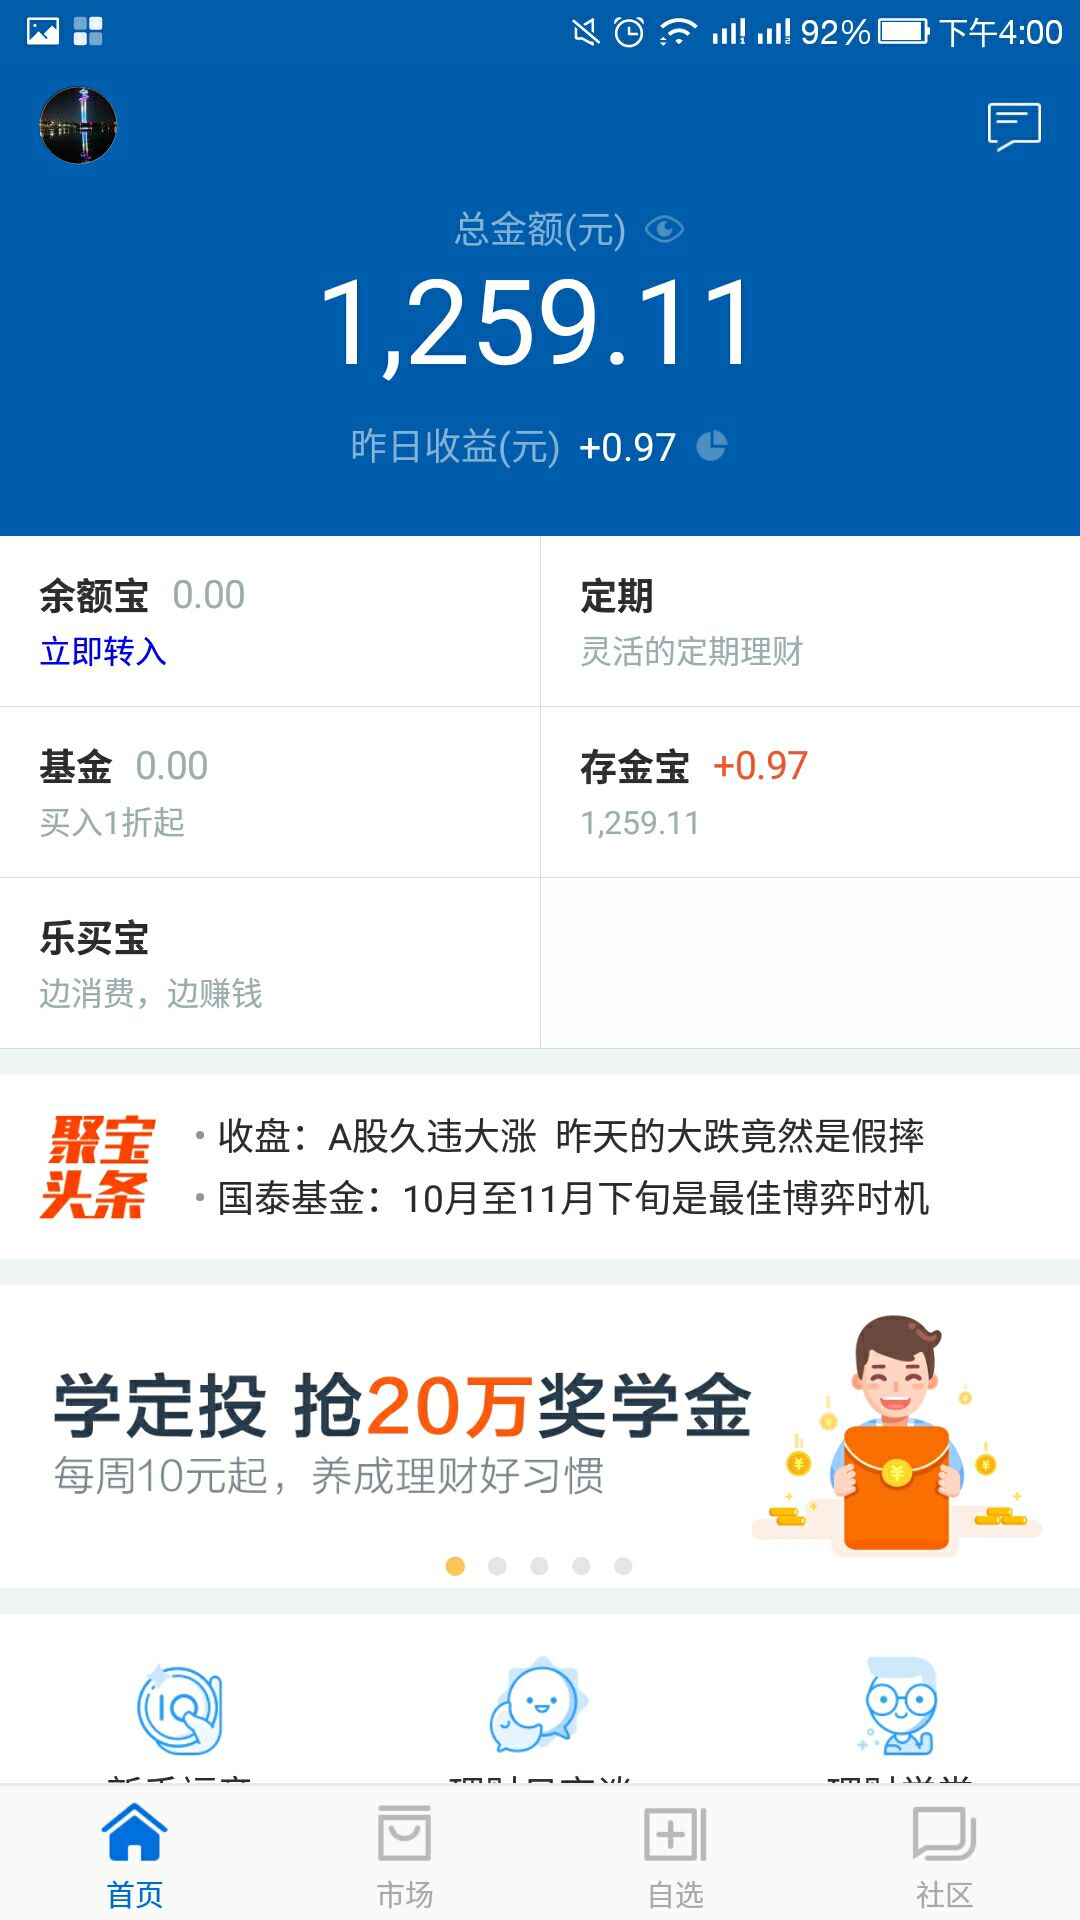 92% 下午4:00
总金额(元)
1,259.11
昨日收益(元) +0.97
余额宝 0.00
立即转入
定期
灵活的定期理财
基金 0.00
买入1折起
存金宝 +0.97
1,259.11
乐买宝
边消费，边赚钱
聚宝
头条
· 收盘：A股久违大涨 昨天的大跌竟然是假摔
· 国泰基金：10月至11月下旬是最佳博弈时机
学定投 抢20万奖学金
每周10元起，养成理财好习惯
首页
市场
自选
社区